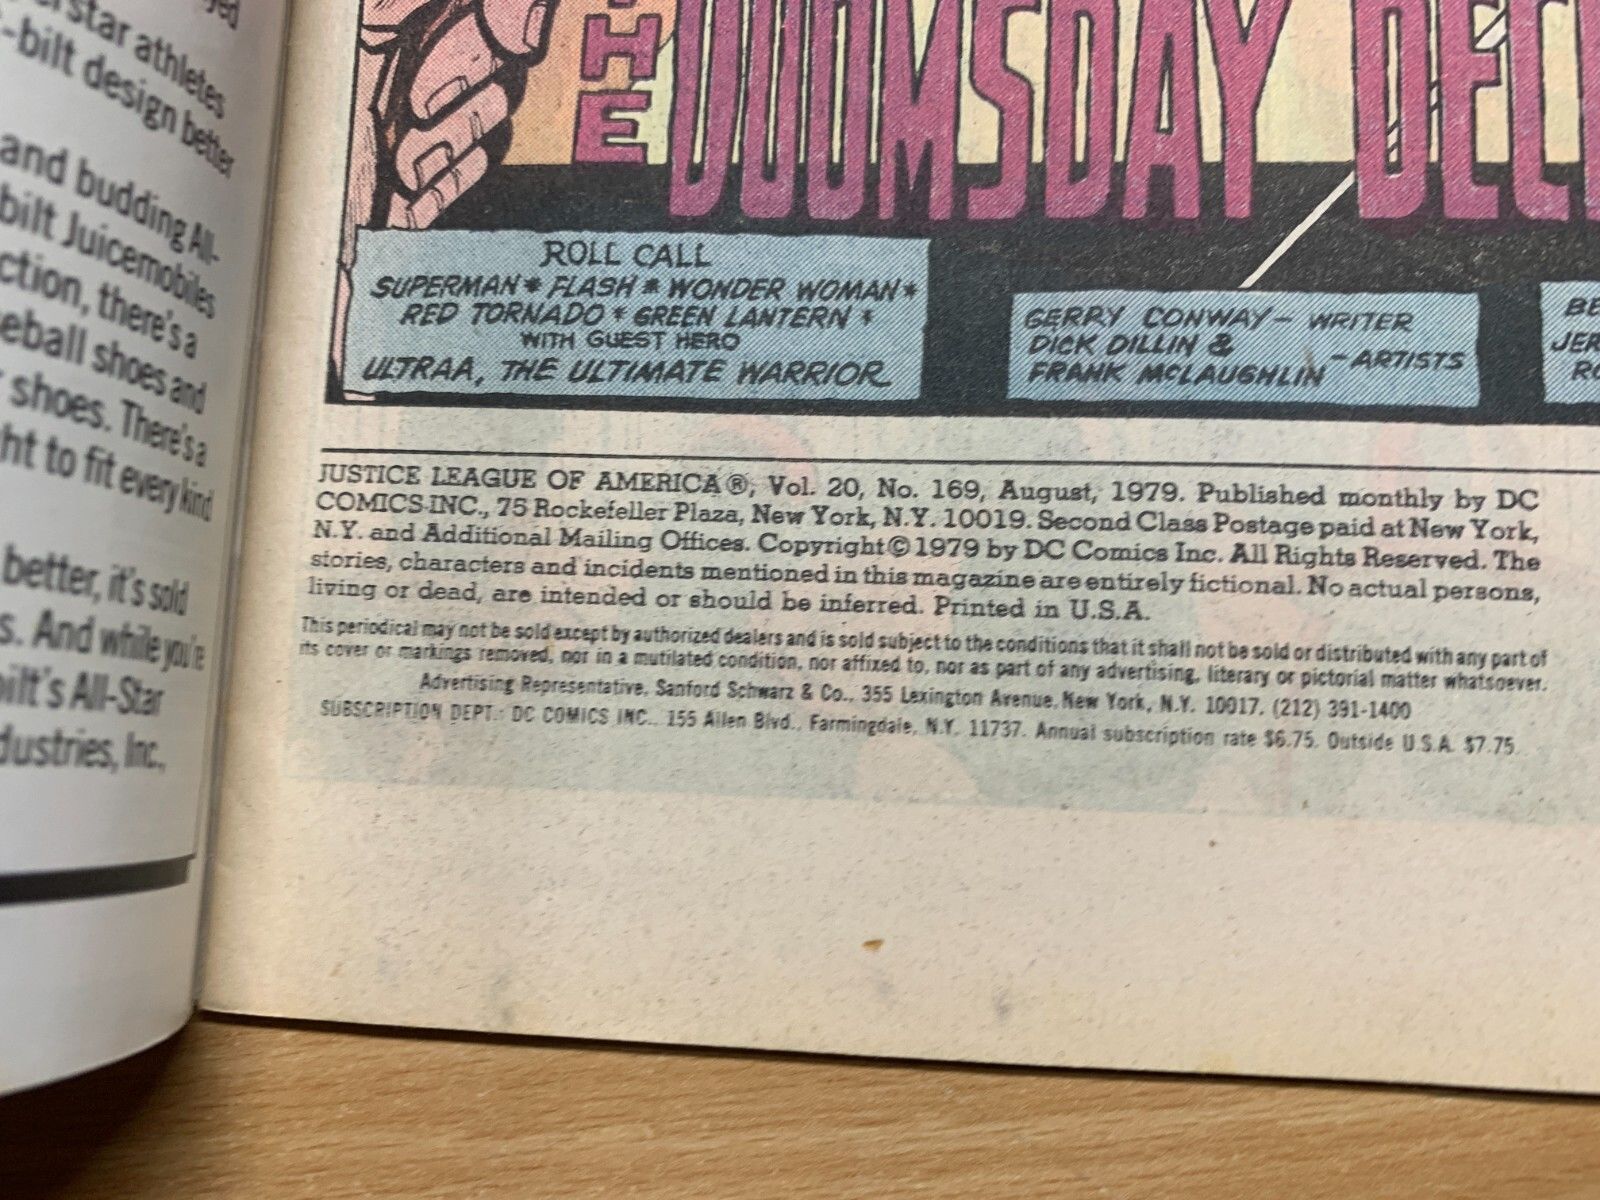 yed
rstar athletes
-bilt design better
and budding All-
bilt Juicemobiles
ction, there's a
eball shoes and
shoes. There's a
ht to fit every kind
better, it's sold
s. And while you're
bilt's All-Star
dustries, Inc.,
THE
DOOMSDAY DEC
ROLL CALL
SUPERMAN * FLASH * WONDER WOMAN *
RED TORNADO * GREEN LANTERN *
WITH GUEST HERO
ULTRAA, THE ULTIMATE WARRIOR
GERRY CONWAY - WRITER
DICK DILLIN &
FRANK McLAUGHLIN - ARTISTS
BE
JER
RO
JUSTICE LEAGUE OF AMERICA®, Vol. 20, No. 169, August, 1979. Published monthly by DC
COMICS INC., 75 Rockefeller Plaza, New York, N.Y. 10019. Second Class Postage paid at New York,
N.Y. and Additional Mailing Offices. Copyright © 1979 by DC Comics Inc. All Rights Reserved. The
stories, characters and incidents mentioned in this magazine are entirely fictional. No actual persons,
living or dead, are intended or should be inferred. Printed in U.S.A.
This periodical may not be sold except by authorized dealers and is sold subject to the conditions that it shall not be sold or distributed with any part of
its cover or markings removed, nor in a mutilated condition, nor affixed to, nor as part of any advertising, literary or pictorial matter whatsoever.
Advertising Representative, Sanford Schwarz & Co., 355 Lexington Avenue, New York, N.Y. 10017. (212) 391-1400
SUBSCRIPTION DEPT.: DC COMICS INC., 155 Allen Blvd., Farmingdale, N.Y. 11737. Annual subscription rate $6.75. Outside U.S.A. $7.75.